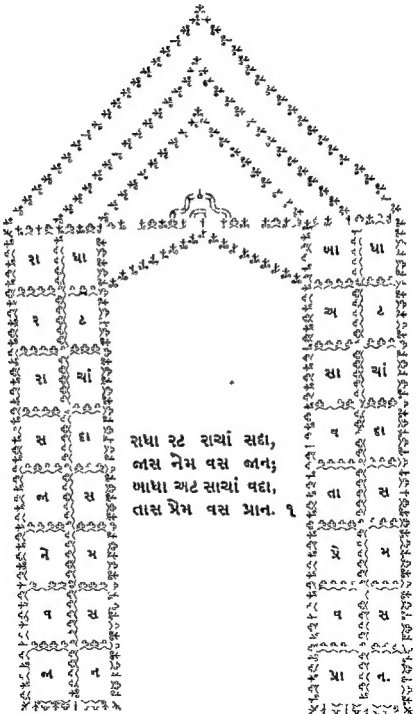 રા ધા બા ધા
ર ટ અ ટ
રા ચાં સા ચાં
સ દા વ દા
રાધા રટ રાચાં સદા,
જાસ નેમ વસ જાન;
બાધા અટ સાચાં વદા,
તાસ પ્રેમ વસ પ્રાન. ૧
જા સ તા સ
ને મ પ્રે મ
વ સ વ સ
જા ન પ્રા ન.